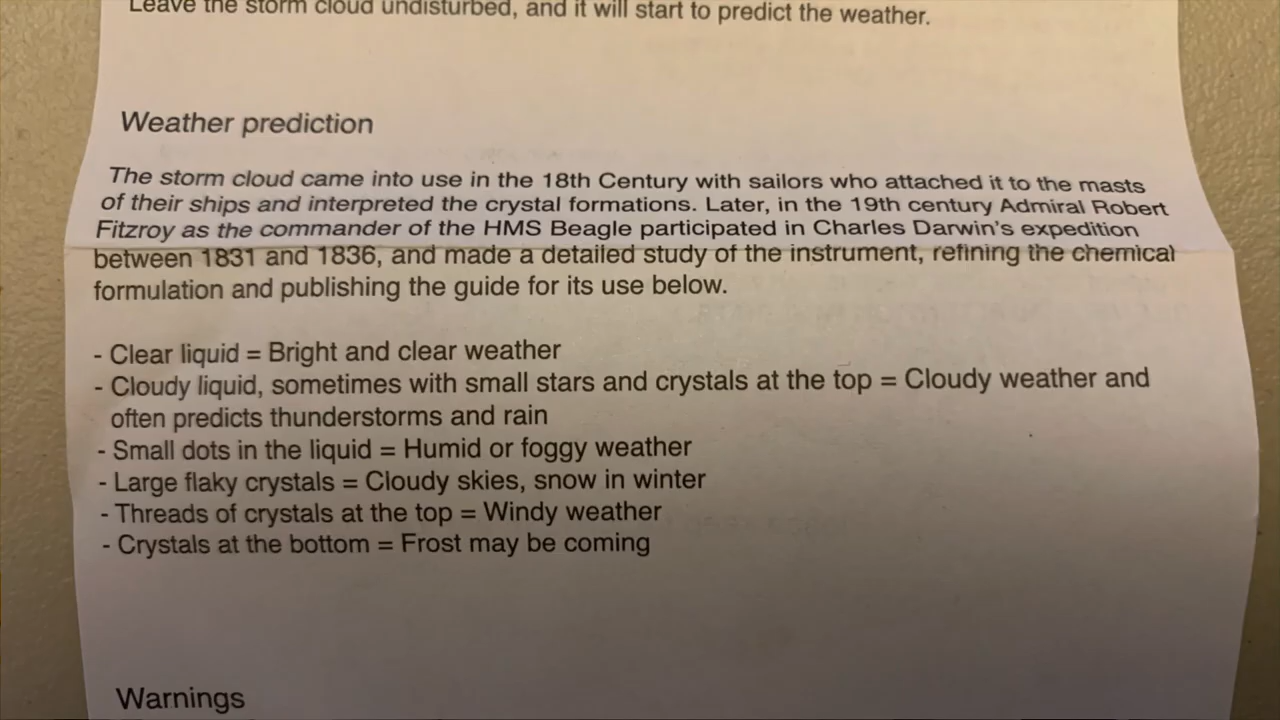 Leave the storm cloud undisturbed, and it will start to predict the weather.
Weather prediction
The storm cloud came into use in the 18th Century with sailors who attached it to the masts
of their ships and interpreted the crystal formations. Later, in the 19th century Admiral Robert
Fitzroy as the commander of the HMS Beagle participated in Charles Darwin's expedition
between 1831 and 1836, and made a detailed study of the instrument, refining the chemical
formulation and publishing the guide for its use below.
- Clear liquid = Bright and clear weather
- Cloudy liquid, sometimes with small stars and crystals at the top = Cloudy weather and
often predicts thunderstorms and rain
- Small dots in the liquid = Humid or foggy weather
- Large flaky crystals = Cloudy skies, snow in winter
- Threads of crystals at the top = Windy weather
- Crystals at the bottom = Frost may be coming
Warnings